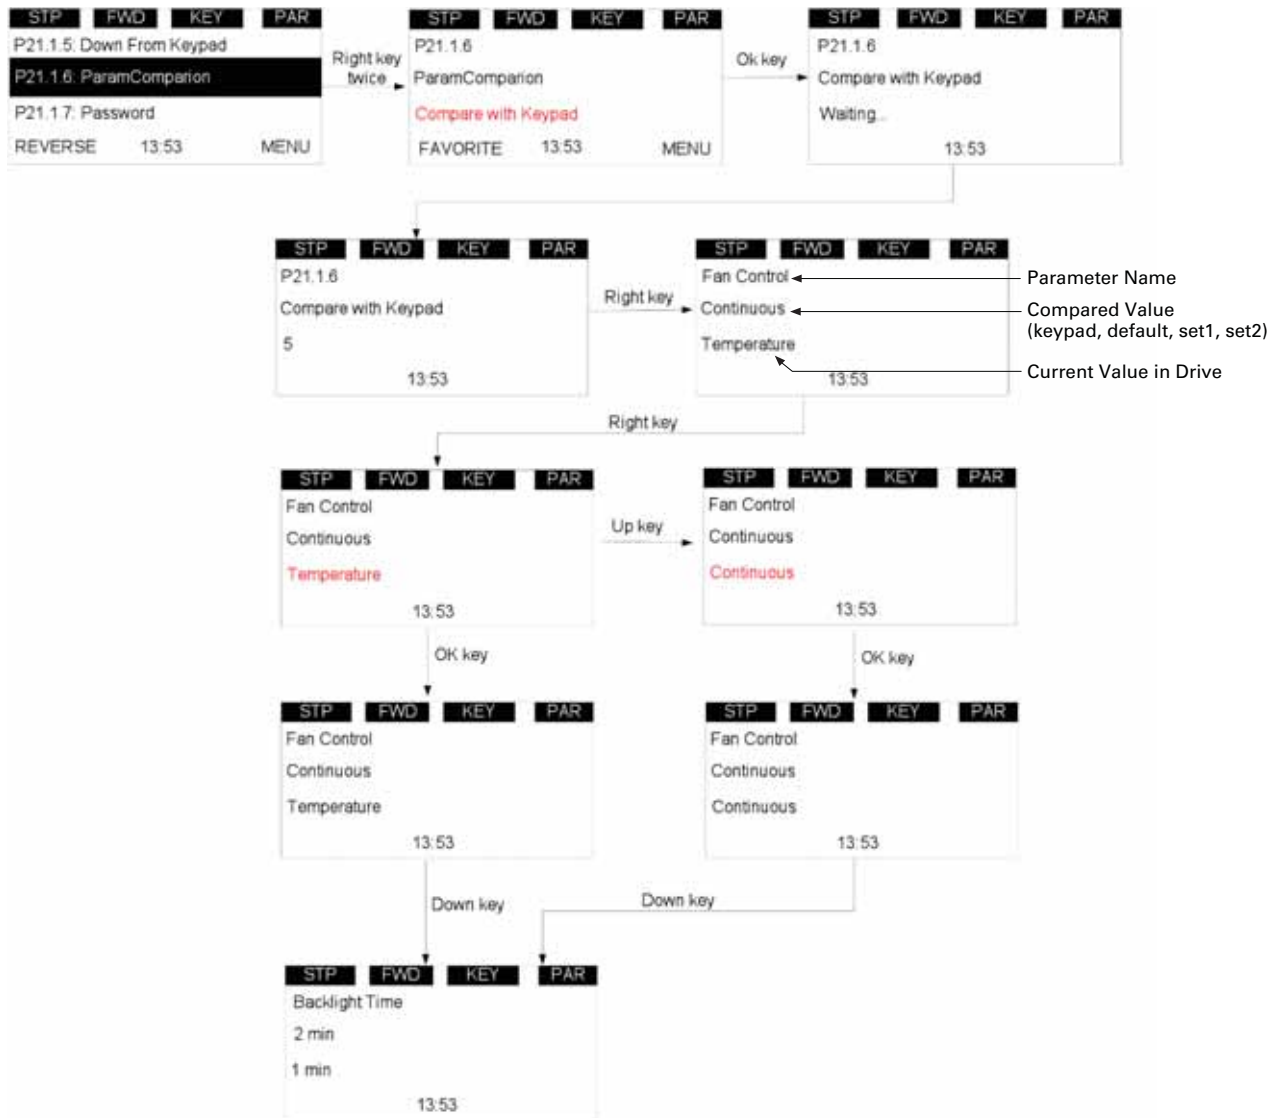 STP FWD KEY PAR
P21.1.5: Down From Keypad
P21.1.6: ParamComparion
P21.1.7: Password
REVERSE 13:53 MENU
Right key
twice
STP FWD KEY PAR
P21.1.6
ParamComparion
Compare with Keypad
FAVORITE 13:53 MENU
Ok key
STP FWD KEY PAR
P21.1.6
Compare with Keypad
Waiting...
13:53
STP FWD KEY PAR
P21.1.6
Compare with Keypad
5
13:53
Right key
STP FWD KEY PAR
Fan Control
Continuous
Temperature
13:53
Parameter Name
Compared Value
(keypad, default, set1, set2)
Current Value in Drive
Right key
STP FWD KEY PAR
Fan Control
Continuous
Temperature
13:53
Up key
STP FWD KEY PAR
Fan Control
Continuous
Continuous
13:53
OK key
OK key
STP FWD KEY PAR
Fan Control
Continuous
Temperature
13:53
STP FWD KEY PAR
Fan Control
Continuous
Continuous
13:53
Down key
Down key
STP FWD KEY PAR
Backlight Time
2 min
1 min
13:53